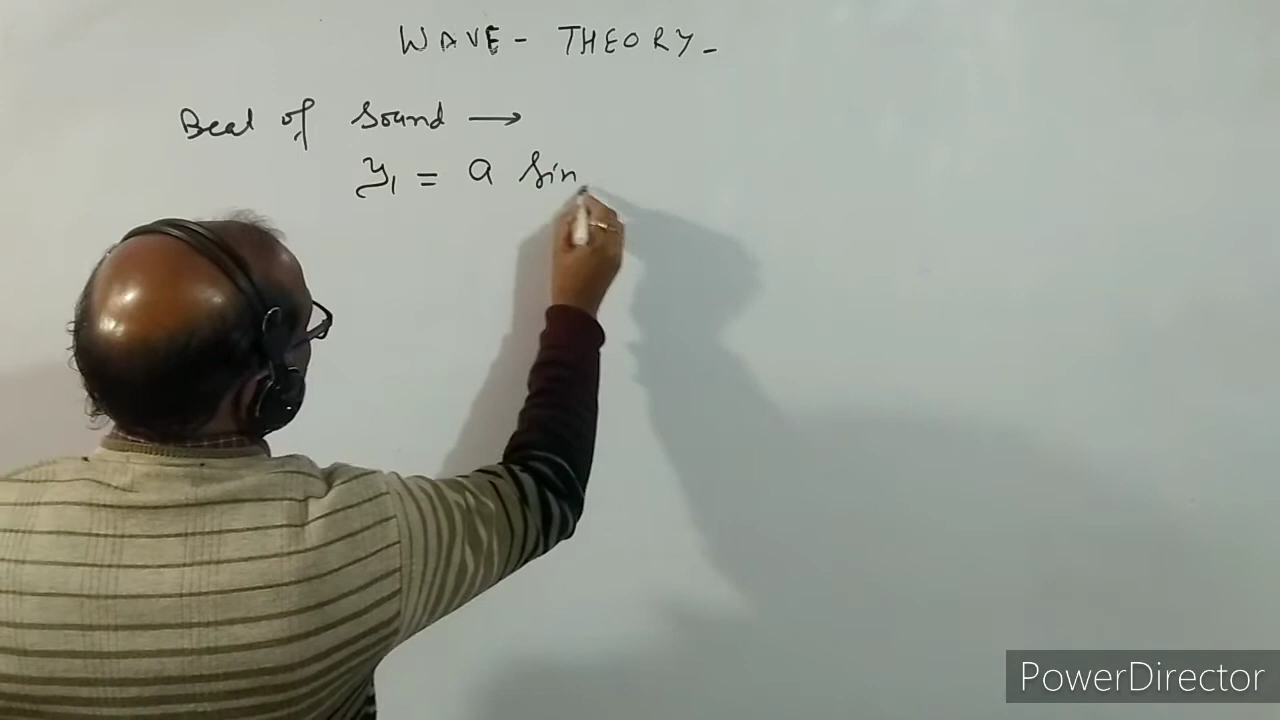 WAVE - THEORY -
Beat of Sound →
y₁ = a Sin
PowerDirector